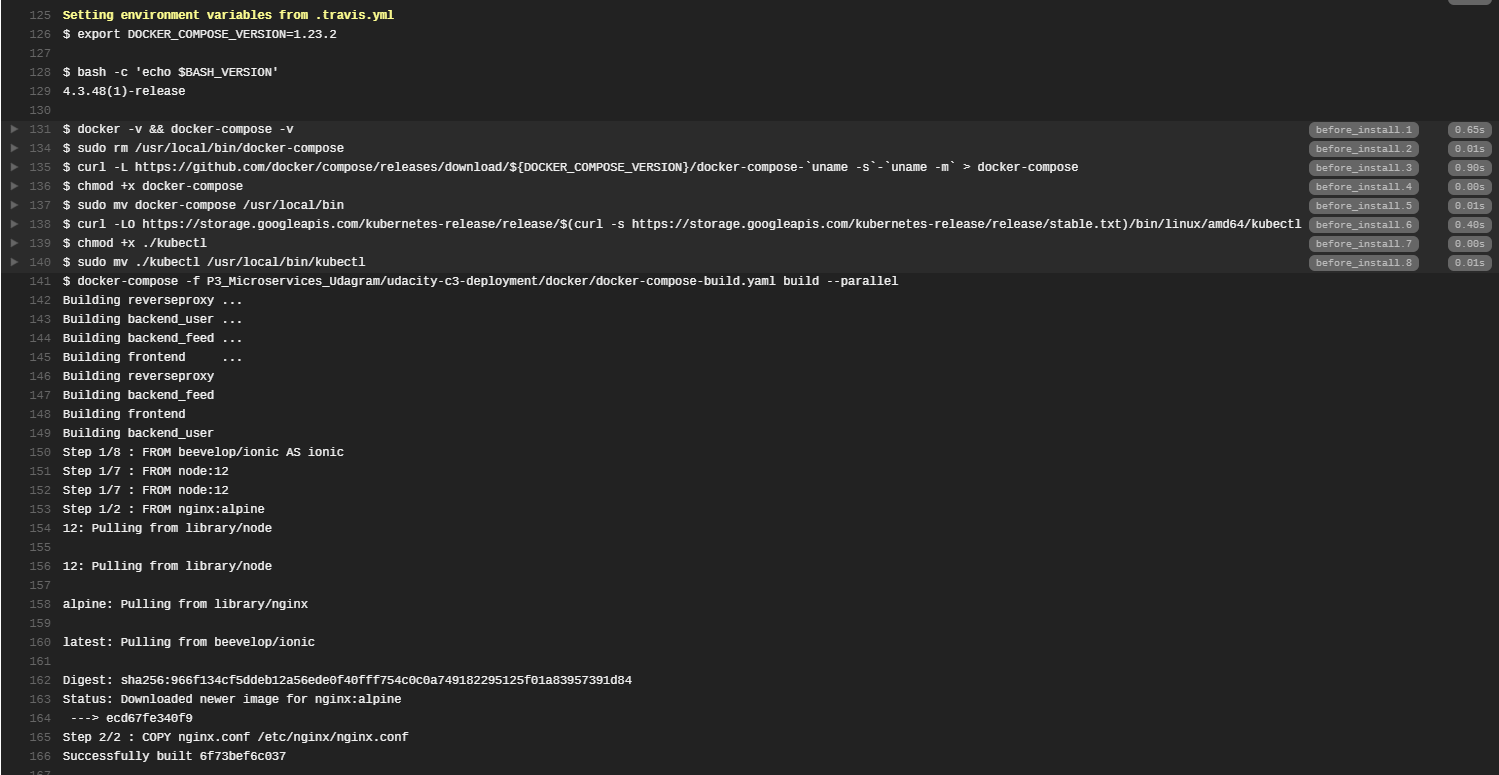 125 Setting environment variables from .travis.yml
126 $ export DOCKER_COMPOSE_VERSION=1.23.2
127
128 $ bash -c 'echo $BASH_VERSION'
129 4.3.48(1)-release
130
131 $ docker -v && docker-compose -v before_install.1 0.65s
134 $ sudo rm /usr/local/bin/docker-compose before_install.2 0.01s
135 $ curl -L https://github.com/docker/compose/releases/download/${DOCKER_COMPOSE_VERSION}/docker-compose-`uname -s`-`uname -m` > docker-compose before_install.3 0.90s
136 $ chmod +x docker-compose before_install.4 0.00s
137 $ sudo mv docker-compose /usr/local/bin before_install.5 0.01s
138 $ curl -LO https://storage.googleapis.com/kubernetes-release/release/$(curl -s https://storage.googleapis.com/kubernetes-release/release/stable.txt)/bin/linux/amd64/kubectl before_install.6 0.40s
139 $ chmod +x ./kubectl before_install.7 0.00s
140 $ sudo mv ./kubectl /usr/local/bin/kubectl before_install.8 0.01s
141 $ docker-compose -f P3_Microservices_Udagram/udacity-c3-deployment/docker/docker-compose-build.yaml build --parallel
142 Building reverseproxy ...
143 Building backend_user ...
144 Building backend_feed ...
145 Building frontend     ...
146 Building reverseproxy
147 Building backend_feed
148 Building frontend
149 Building backend_user
150 Step 1/8 : FROM beevelop/ionic AS ionic
151 Step 1/7 : FROM node:12
152 Step 1/7 : FROM node:12
153 Step 1/2 : FROM nginx:alpine
154 12: Pulling from library/node
155
156 12: Pulling from library/node
157
158 alpine: Pulling from library/nginx
159
160 latest: Pulling from beevelop/ionic
161
162 Digest: sha256:966f134cf5ddeb12a56ede0f40fff754c0c0a749182295125f01a83957391d84
163 Status: Downloaded newer image for nginx:alpine
164  ---> ecd67fe340f9
165 Step 2/2 : COPY nginx.conf /etc/nginx/nginx.conf
166 Successfully built 6f73bef6c037
167